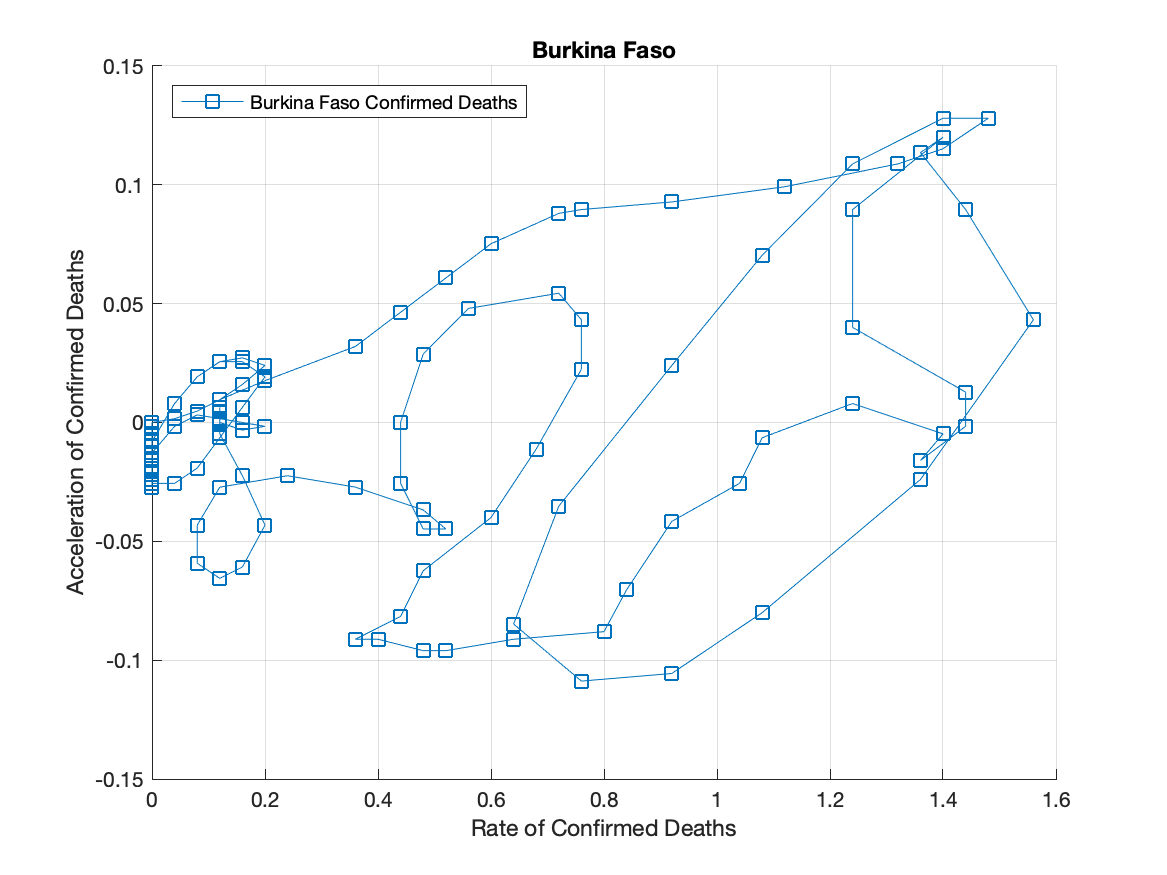 Burkina Faso
0.15
Burkina Faso Confirmed Deaths
0.1
0.05
0
-0.05
-0.1
-0.15
Acceleration of Confirmed Deaths
0 0.2 0.4 0.6 0.8 1 1.2 1.4 1.6
Rate of Confirmed Deaths